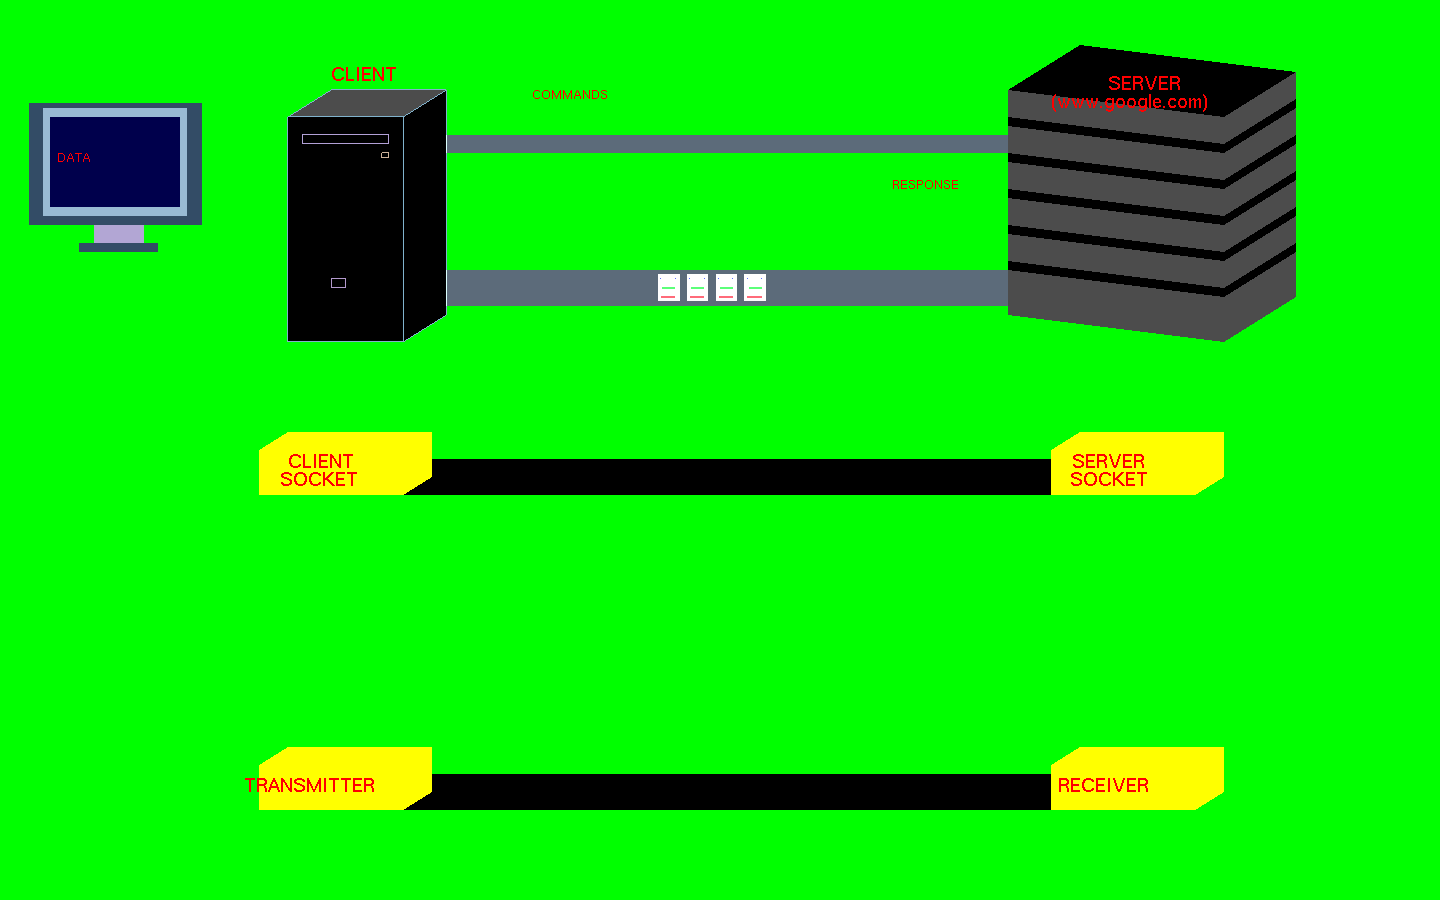 CLIENT
SERVER
(www.google.com)
COMMANDS
DATA
RESPONSE
CLIENT
SOCKET
SERVER
SOCKET
TRANSMITTER
RECEIVER